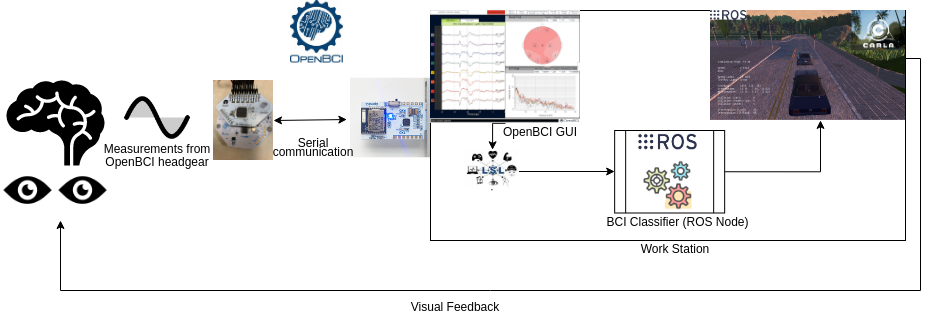 OPENBCI
ROS
CARLA
Measurements from
OpenBCI headgear
Serial
communication
OpenBCI GUI
LSL
ROS
BCI Classifier (ROS Node)
Work Station
Visual Feedback